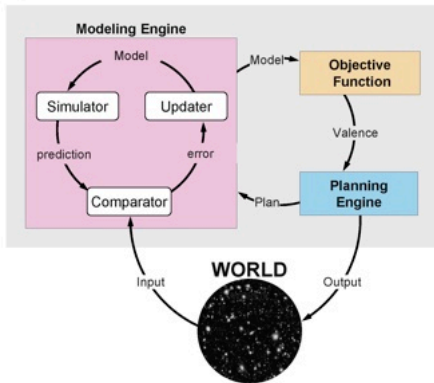 Modeling Engine
Model
Simulator
Updater
prediction
error
Comparator
Model
Objective
Function
Valence
Planning
Engine
Plan
WORLD
Input
Output